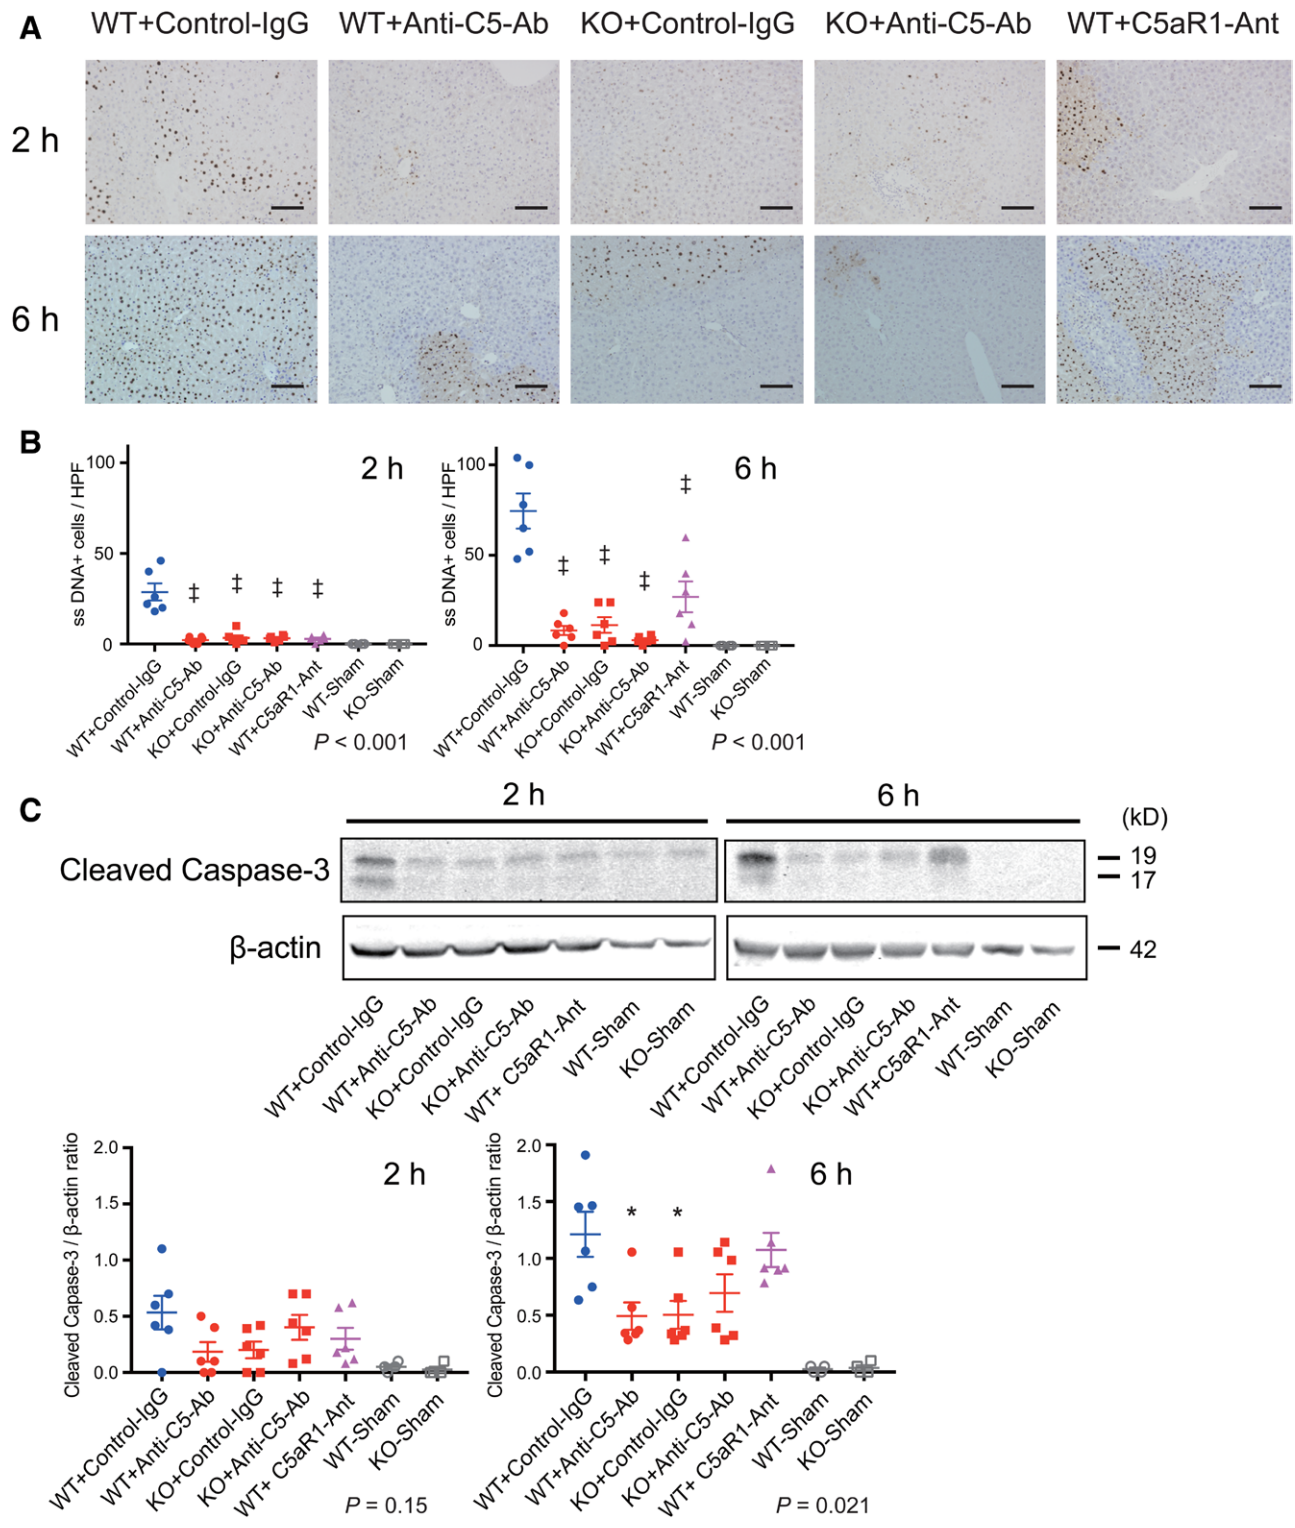 A
WT+Control-IgG WT+Anti-C5-Ab KO+Control-IgG KO+Anti-C5-Ab WT+C5aR1-Ant
2 h
6 h
B
ss DNA+ cells / HPF
100
50
0
2 h
‡ ‡ ‡ ‡
WT+Control-IgG
WT+Anti-C5-Ab
KO+Control-IgG
KO+Anti-C5-Ab
WT+C5aR1-Ant
WT-Sham
KO-Sham
P < 0.001
ss DNA+ cells / HPF
100
50
0
6 h
‡ ‡ ‡ ‡
WT+Control-IgG
WT+Anti-C5-Ab
KO+Control-IgG
KO+Anti-C5-Ab
WT+C5aR1-Ant
WT-Sham
KO-Sham
P < 0.001
C
2 h 6 h
(kD)
Cleaved Caspase-3
19
17
β-actin
42
WT+Control-IgG
WT+Anti-C5-Ab
KO+Control-IgG
KO+Anti-C5-Ab
WT+ C5aR1-Ant
WT-Sham
KO-Sham
WT+Control-IgG
WT+Anti-C5-Ab
KO+Control-IgG
KO+Anti-C5-Ab
WT+C5aR1-Ant
WT-Sham
KO-Sham
Cleaved Capase-3 / β-actin ratio
2.0
1.5
1.0
0.5
0.0
2 h
WT+Control-IgG
WT+Anti-C5-Ab
KO+Control-IgG
KO+Anti-C5-Ab
WT+ C5aR1-Ant
WT-Sham
KO-Sham
P = 0.15
Cleaved Capase-3 / β-actin ratio
2.0
1.5
1.0
0.5
0.0
6 h
* *
WT+Control-IgG
WT+Anti-C5-Ab
KO+Control-IgG
KO+Anti-C5-Ab
WT+ C5aR1-Ant
WT-Sham
KO-Sham
P = 0.021